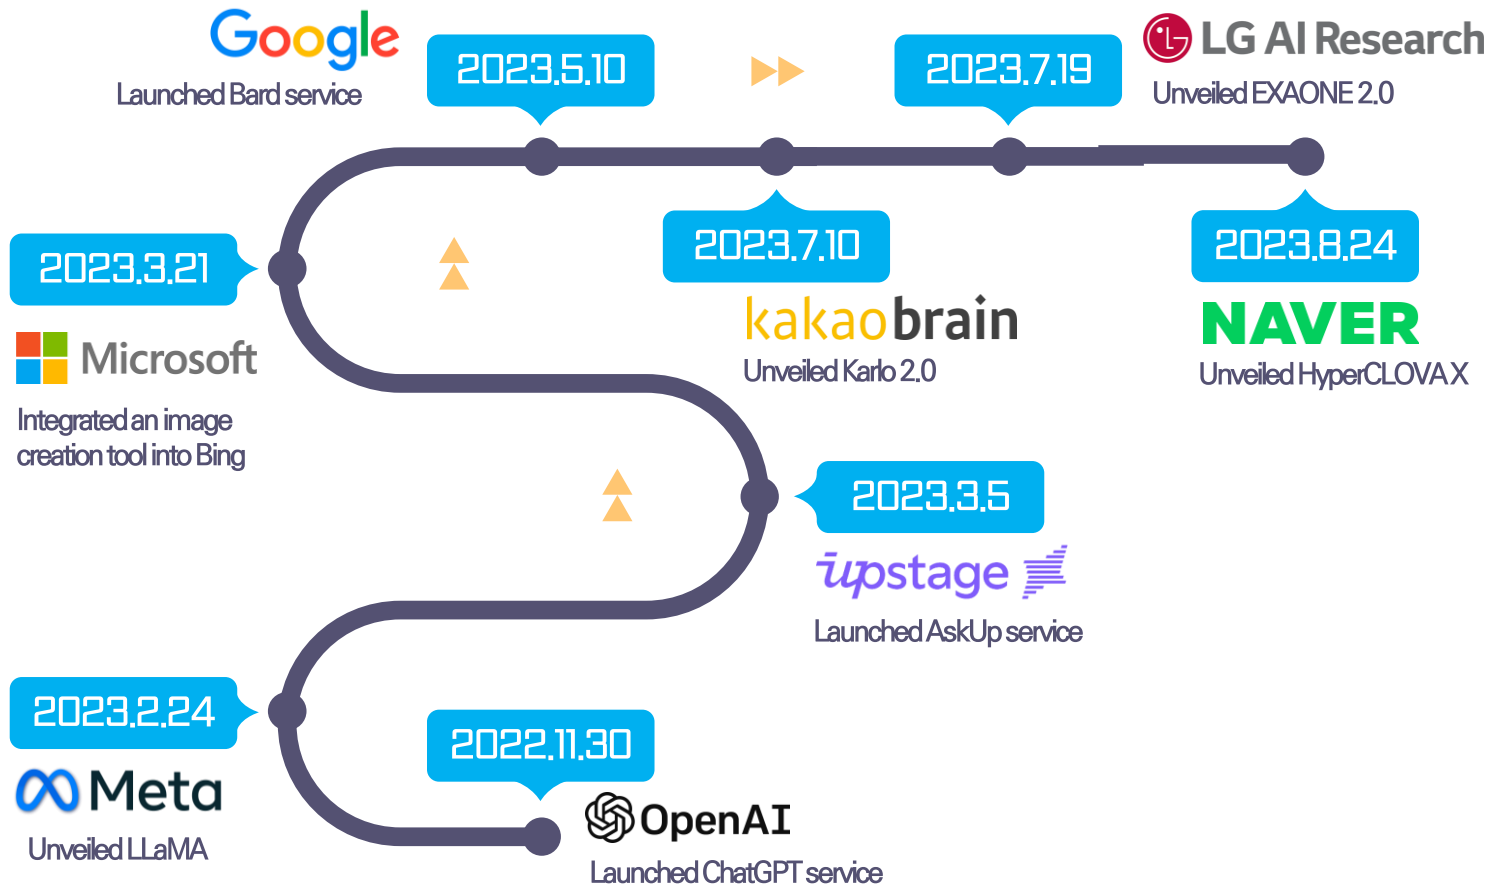 Google
Launched Bard service
2023.5.10
2023.7.19
LG AI Research
Unveiled EXAONE 2.0
2023.3.21
Microsoft
Integrated an image
creation tool into Bing
2023.7.10
kakaobrain
Unveiled Karlo 2.0
2023.8.24
NAVER
Unveiled HyperCLOVA X
2023.3.5
upstage
Launched AskUp service
2023.2.24
Meta
Unveiled LLaMA
2022.11.30
OpenAI
Launched ChatGPT service